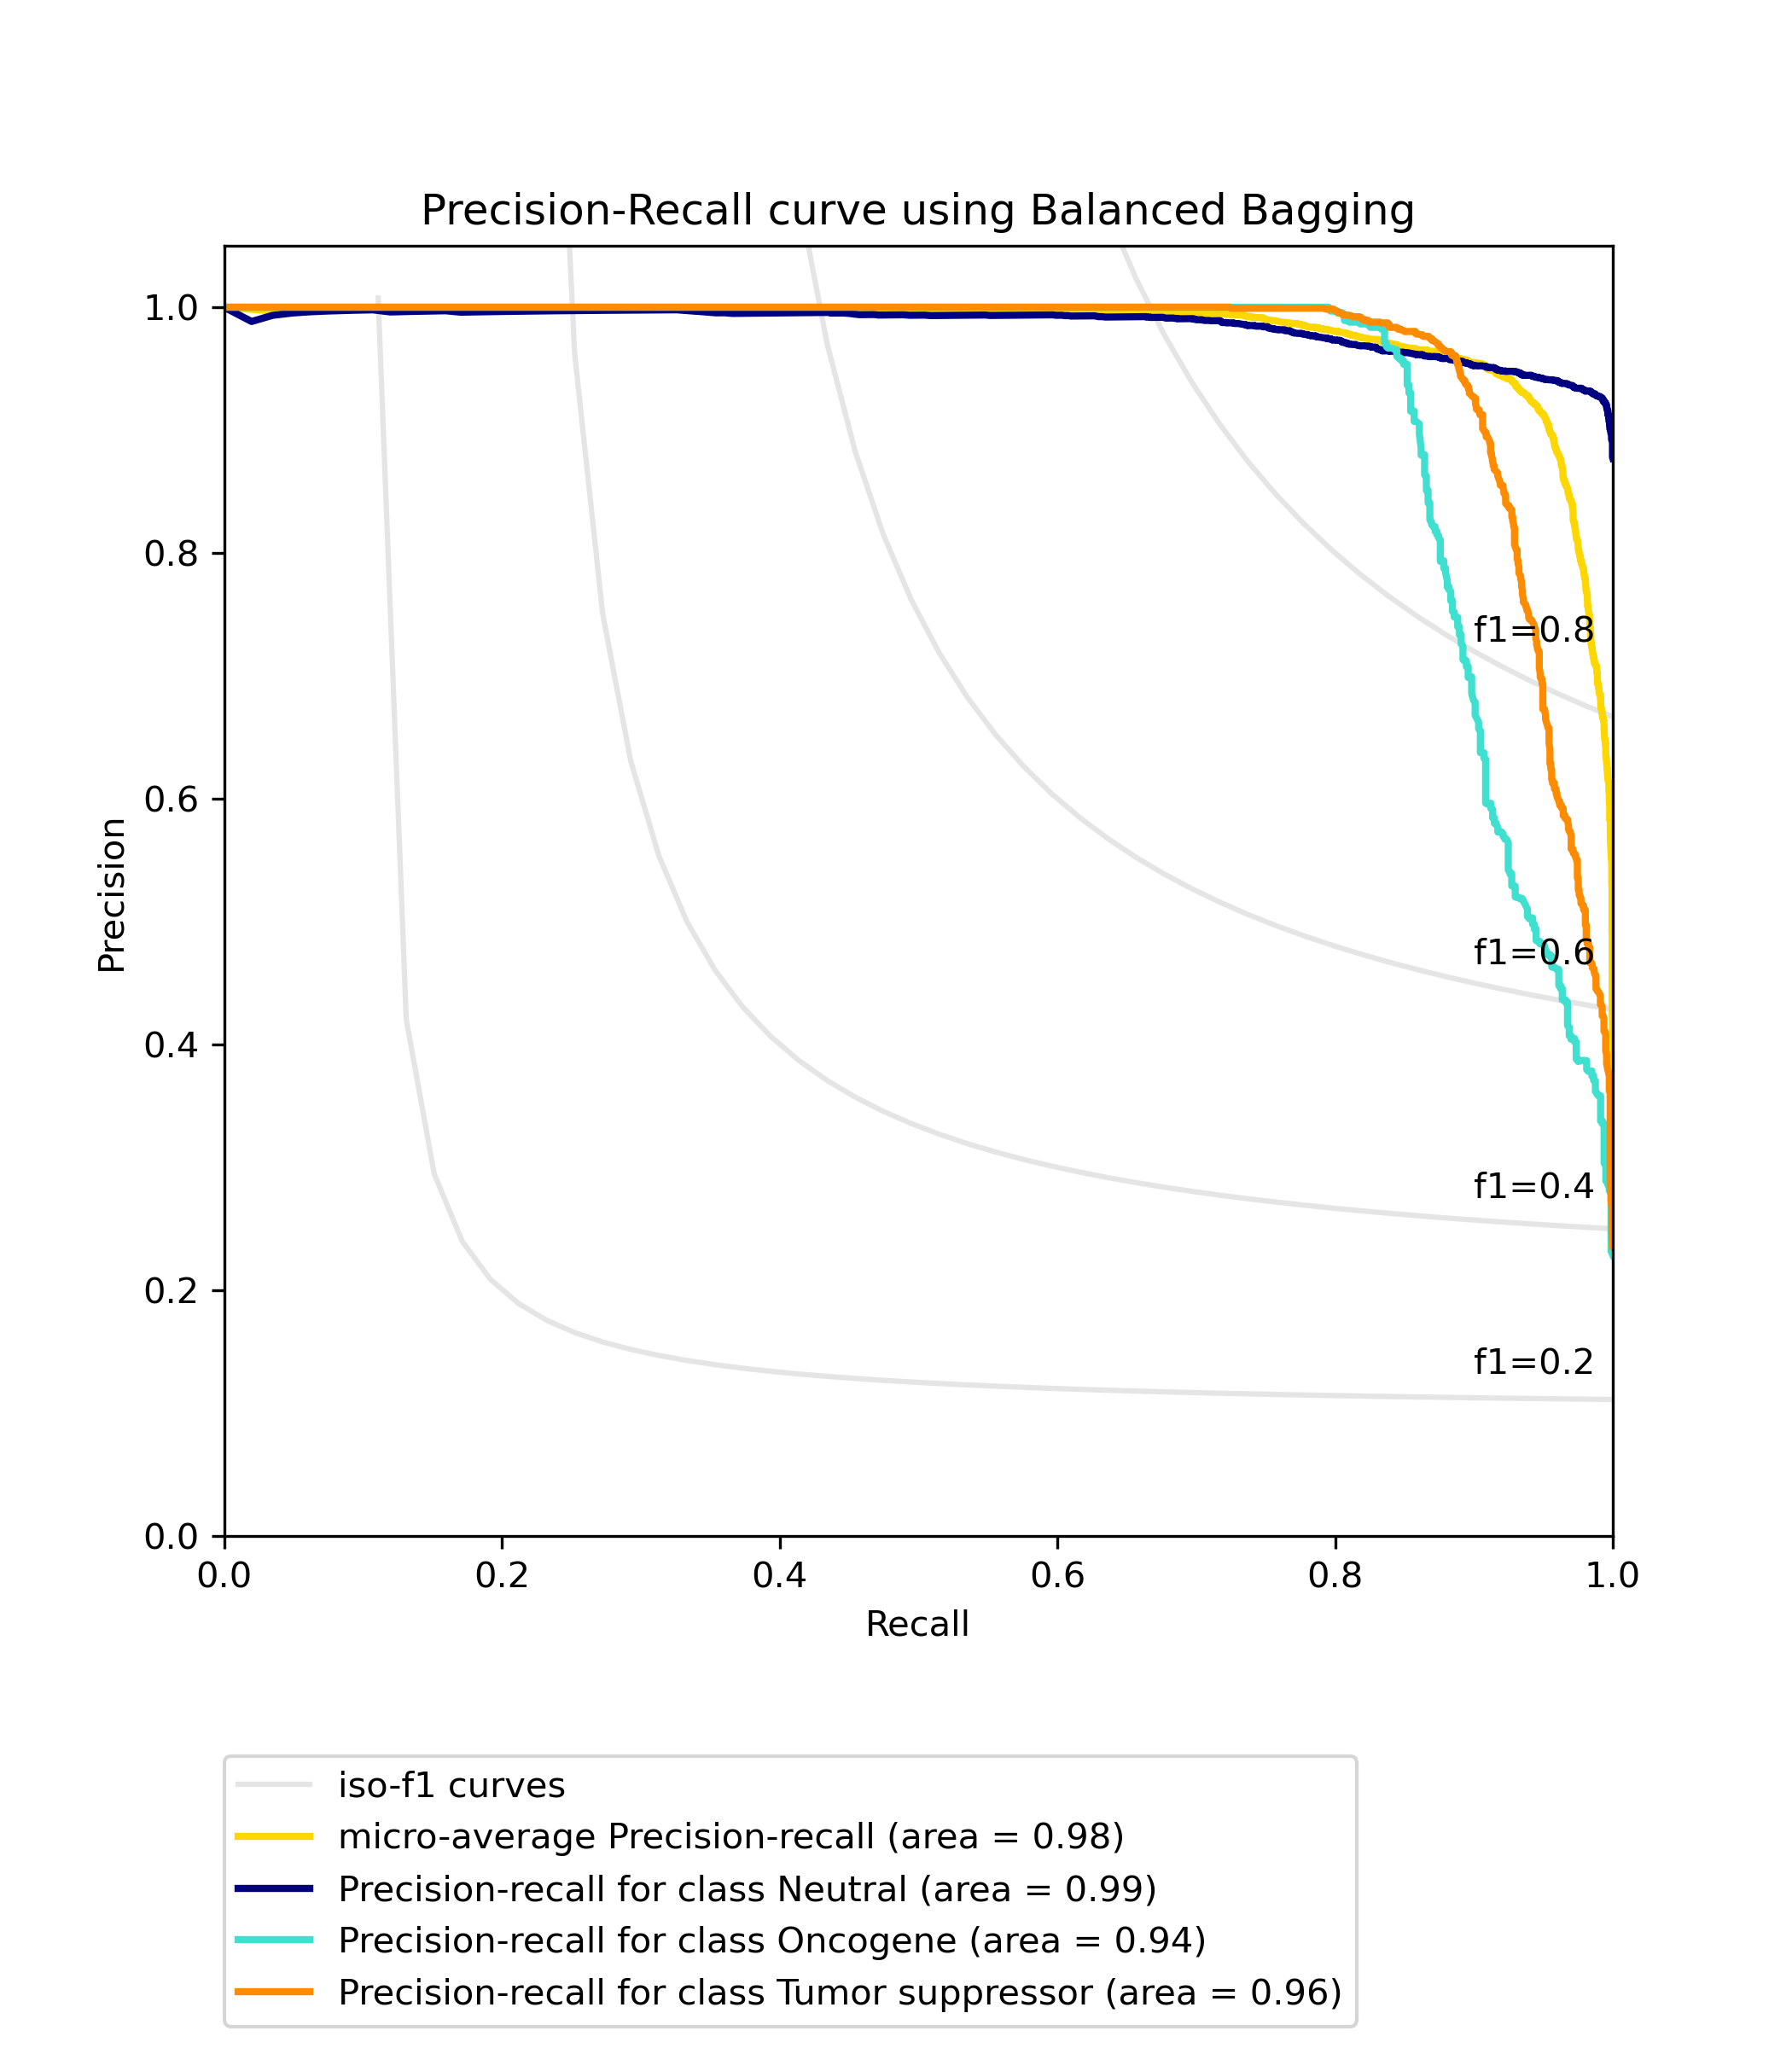 Precision-Recall curve using Balanced Bagging
1.0
0.8
0.6
0.4
0.2
0.0
Precision
f1=0.8
f1=0.6
f1=0.4
f1=0.2
0.0 0.2 0.4 0.6 0.8 1.0
Recall
iso-f1 curves
micro-average Precision-recall (area = 0.98)
Precision-recall for class Neutral (area = 0.99)
Precision-recall for class Oncogene (area = 0.94)
Precision-recall for class Tumor suppressor (area = 0.96)